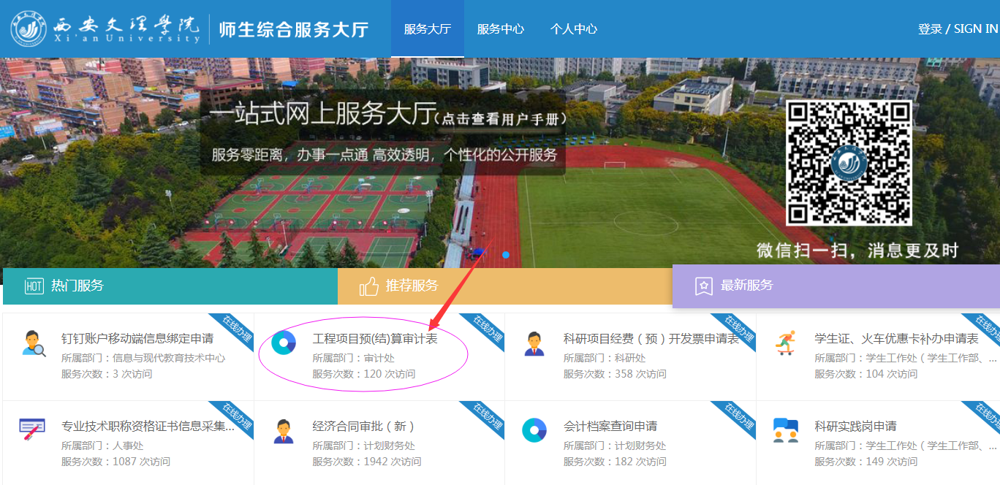 西安文理学院
Xi'an University
师生综合服务大厅
服务大厅
服务中心
个人中心
登录 / SIGN IN
一站式网上服务大厅(点击查看用户手册)
服务零距离，办事一点通 高效透明，个性化的公开服务
微信扫一扫，消息更及时
HOT 热门服务
推荐服务
最新服务
钉钉账户移动端信息绑定申请
所属部门：信息与现代教育技术中心
服务次数：3 次访问
在线办理
工程项目预(结)算审计表
所属部门：审计处
服务次数：120 次访问
在线办理
科研项目经费（预）开发票申请表
所属部门：科研处
服务次数：358 次访问
在线办理
学生证、火车优惠卡补办申请表
所属部门：学生工作处（学生工作部、...
服务次数：104 次访问
在线办理
专业技术职称资格证书信息采集...
所属部门：人事处
服务次数：1087 次访问
在线办理
经济合同审批（新）
所属部门：计划财务处
服务次数：1942 次访问
在线办理
会计档案查询申请
所属部门：计划财务处
服务次数：182 次访问
在线办理
科研实践岗申请
所属部门：学生工作处（学生工作部、...
服务次数：149 次访问
在线办理